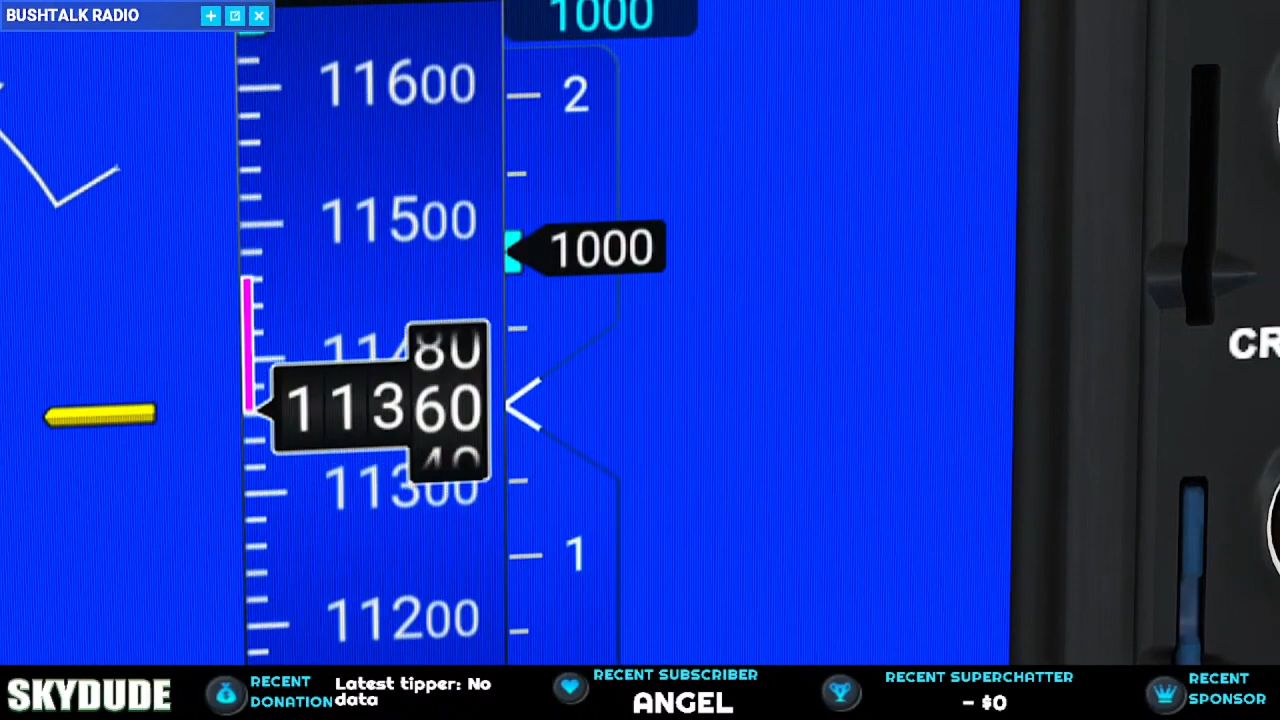 BUSHTALK RADIO
1000
11600
2
11500
1000
80
11360
40
11300
1
11200
CR
SKYDUDE
RECENT DONATION
Latest tipper: No data
RECENT SUBSCRIBER
ANGEL
RECENT SUPERCHATTER
- $0
RECENT SPONSOR